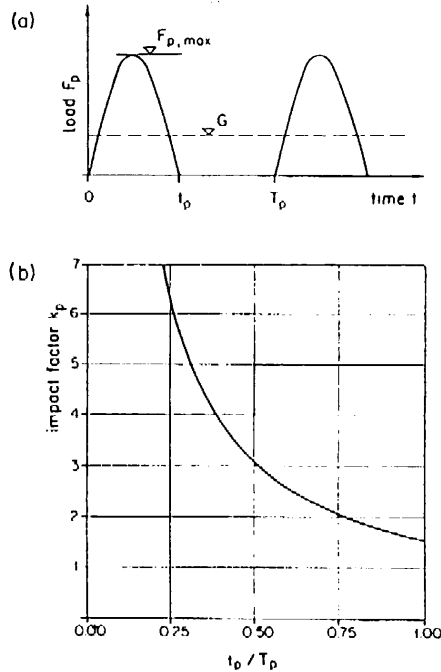 (a)
F_p,max
load F_p
G
0
t_p
T_p
time t
(b)
impact factor k_p
7
6
5
4
3
2
1
0
0.00
0.25
0.50
0.75
1.00
t_p / T_p